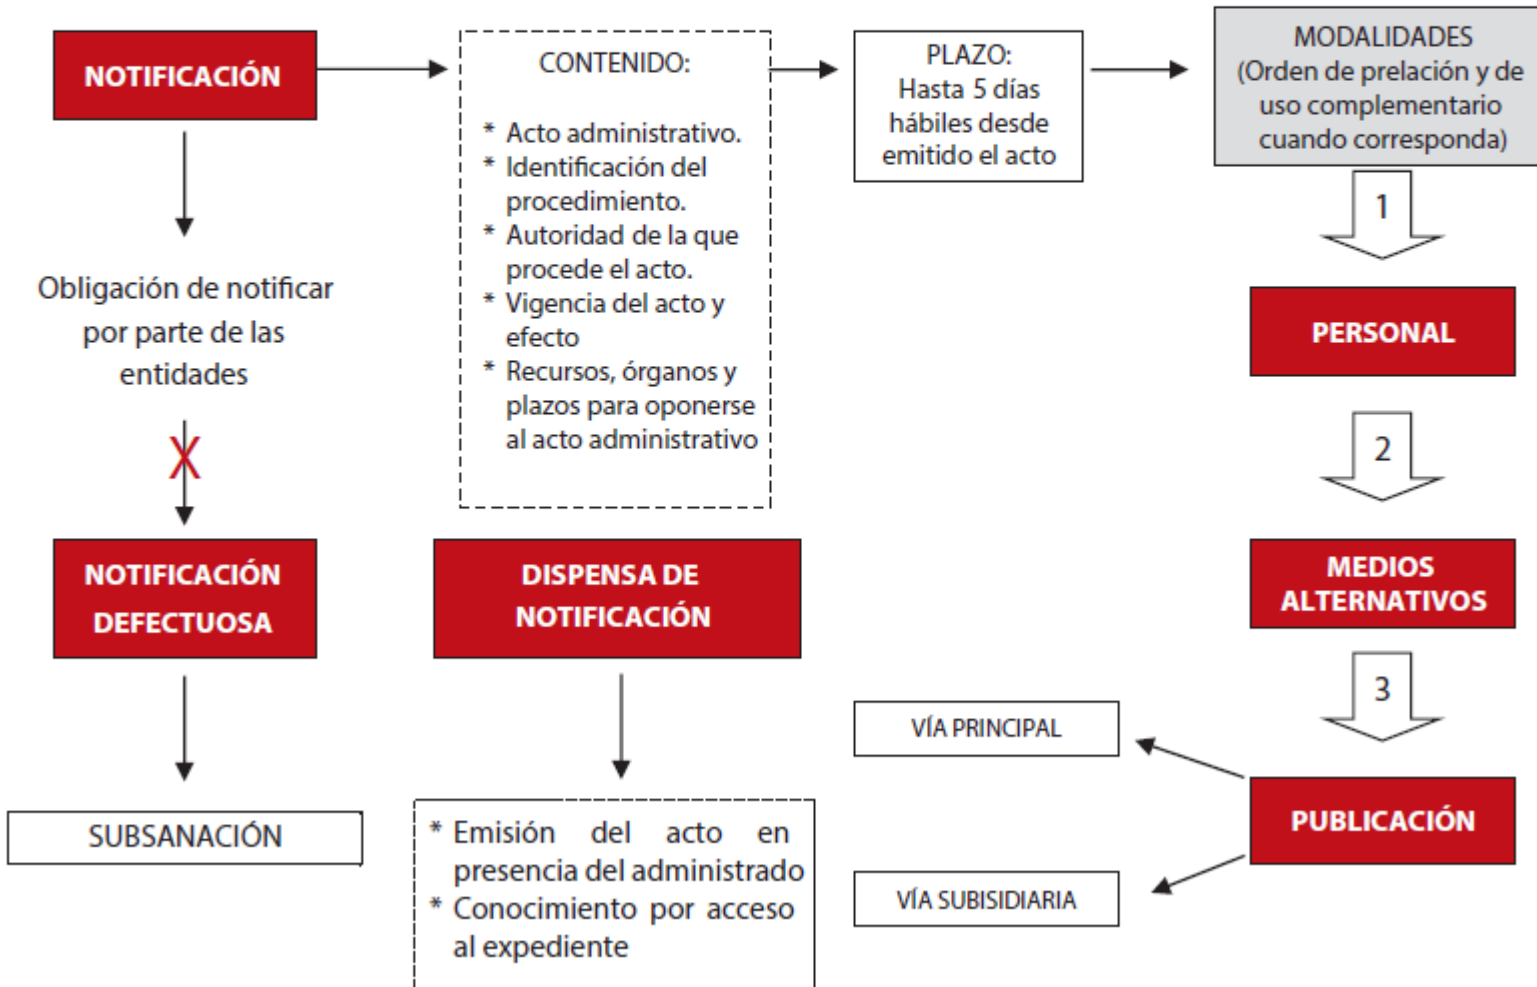 NOTIFICACIÓN
Obligación de notificar
por parte de las
entidades
X
NOTIFICACIÓN
DEFECTUOSA
SUBSANACIÓN
CONTENIDO:
* Acto administrativo.
* Identificación del
procedimiento.
* Autoridad de la que
procede el acto.
* Vigencia del acto y
efecto
* Recursos, órganos y
plazos para oponerse
al acto administrativo
DISPENSA DE
NOTIFICACIÓN
* Emisión del acto en
presencia del administrado
* Conocimiento por acceso
al expediente
PLAZO:
Hasta 5 días
hábiles desde
emitido el acto
MODALIDADES
(Orden de prelación y de
uso complementario
cuando corresponda)
1
PERSONAL
2
MEDIOS
ALTERNATIVOS
3
PUBLICACIÓN
VÍA PRINCIPAL
VÍA SUBISIDIARIA